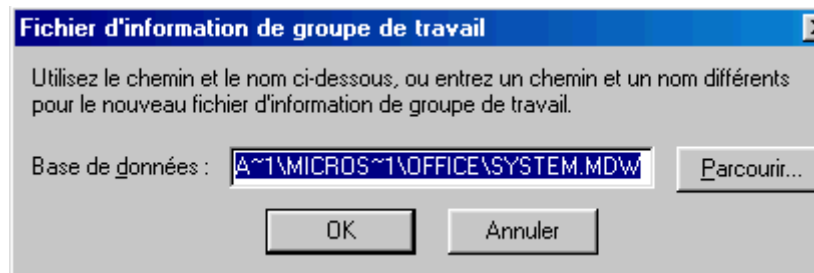 Fichier d'information de groupe de travail
Utilisez le chemin et le nom ci-dessous, ou entrez un chemin et un nom différents
pour le nouveau fichier d'information de groupe de travail.
Base de données : A~1\MICROS~1\OFFICE\SYSTEM.MDW Parcourir...
OK Annuler